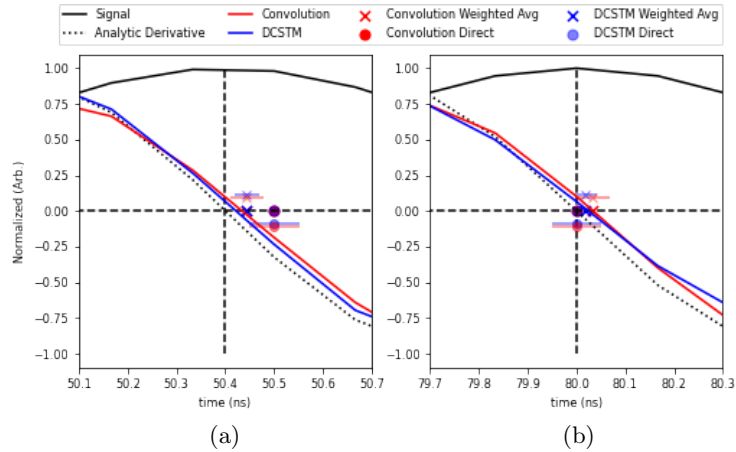 Signal Convolution Convolution Weighted Avg DCSTM Weighted Avg
Analytic Derivative DCSTM Convolution Direct DCSTM Direct
Normalized (Arb.)
1.00
0.75
0.50
0.25
0.00
−0.25
−0.50
−0.75
−1.00
50.1 50.2 50.3 50.4 50.5 50.6 50.7
time (ns)
(a)
1.00
0.75
0.50
0.25
0.00
−0.25
−0.50
−0.75
−1.00
79.7 79.8 79.9 80.0 80.1 80.2 80.3
time (ns)
(b)